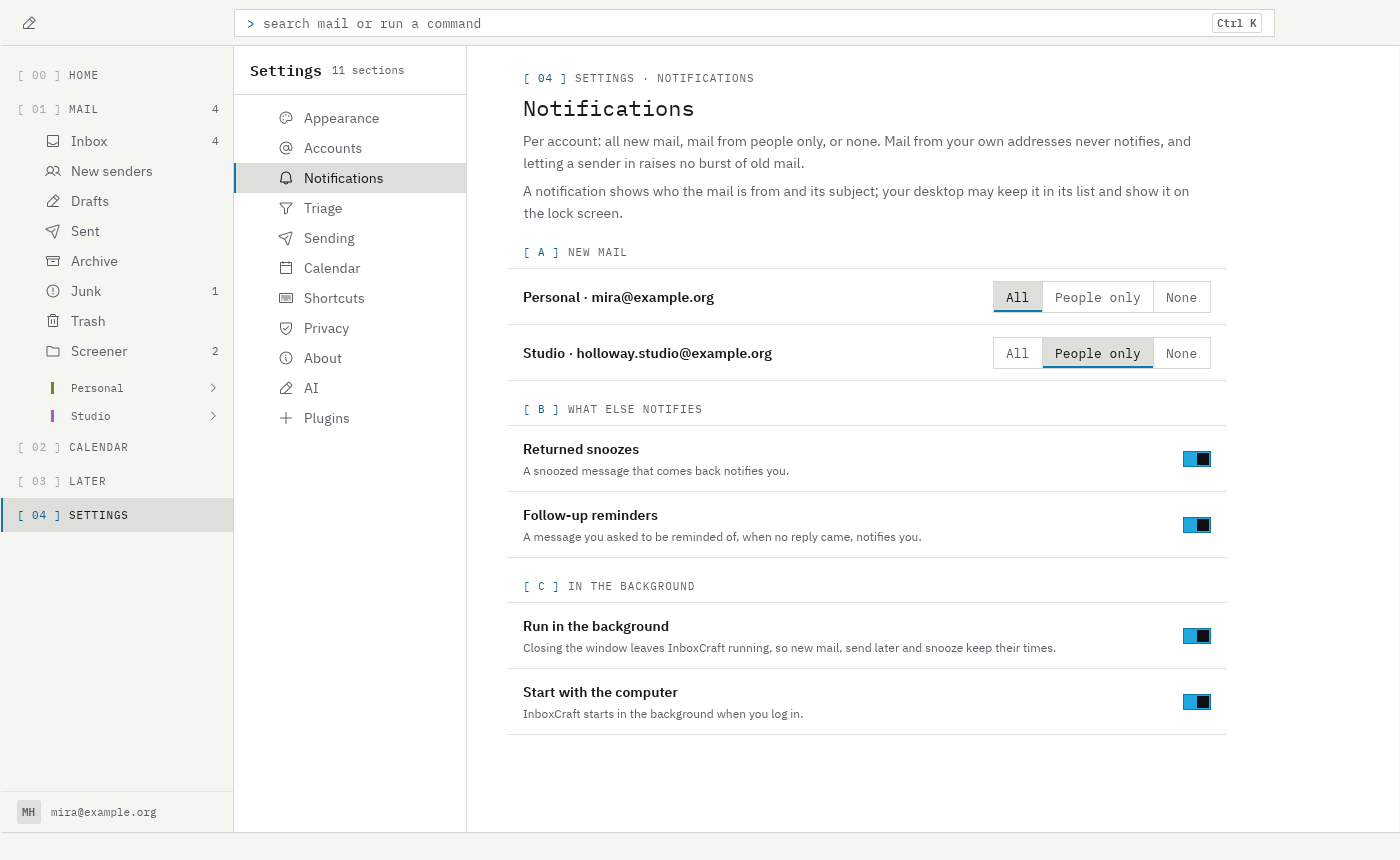 > search mail or run a command
Ctrl K
[ 00 ] HOME
[ 01 ] MAIL 4
Inbox 4
New senders
Drafts
Sent
Archive
Junk 1
Trash
Screener 2
Personal
Studio
[ 02 ] CALENDAR
[ 03 ] LATER
[ 04 ] SETTINGS
MH mira@example.org
Settings 11 sections
Appearance
Accounts
Notifications
Triage
Sending
Calendar
Shortcuts
Privacy
About
AI
Plugins
[ 04 ] SETTINGS · NOTIFICATIONS
Notifications
Per account: all new mail, mail from people only, or none. Mail from your own addresses never notifies, and
letting a sender in raises no burst of old mail.
A notification shows who the mail is from and its subject; your desktop may keep it in its list and show it on
the lock screen.
[ A ] NEW MAIL
Personal · mira@example.org
All People only None
Studio · holloway.studio@example.org
All People only None
[ B ] WHAT ELSE NOTIFIES
Returned snoozes
A snoozed message that comes back notifies you.
Follow-up reminders
A message you asked to be reminded of, when no reply came, notifies you.
[ C ] IN THE BACKGROUND
Run in the background
Closing the window leaves InboxCraft running, so new mail, send later and snooze keep their times.
Start with the computer
InboxCraft starts in the background when you log in.